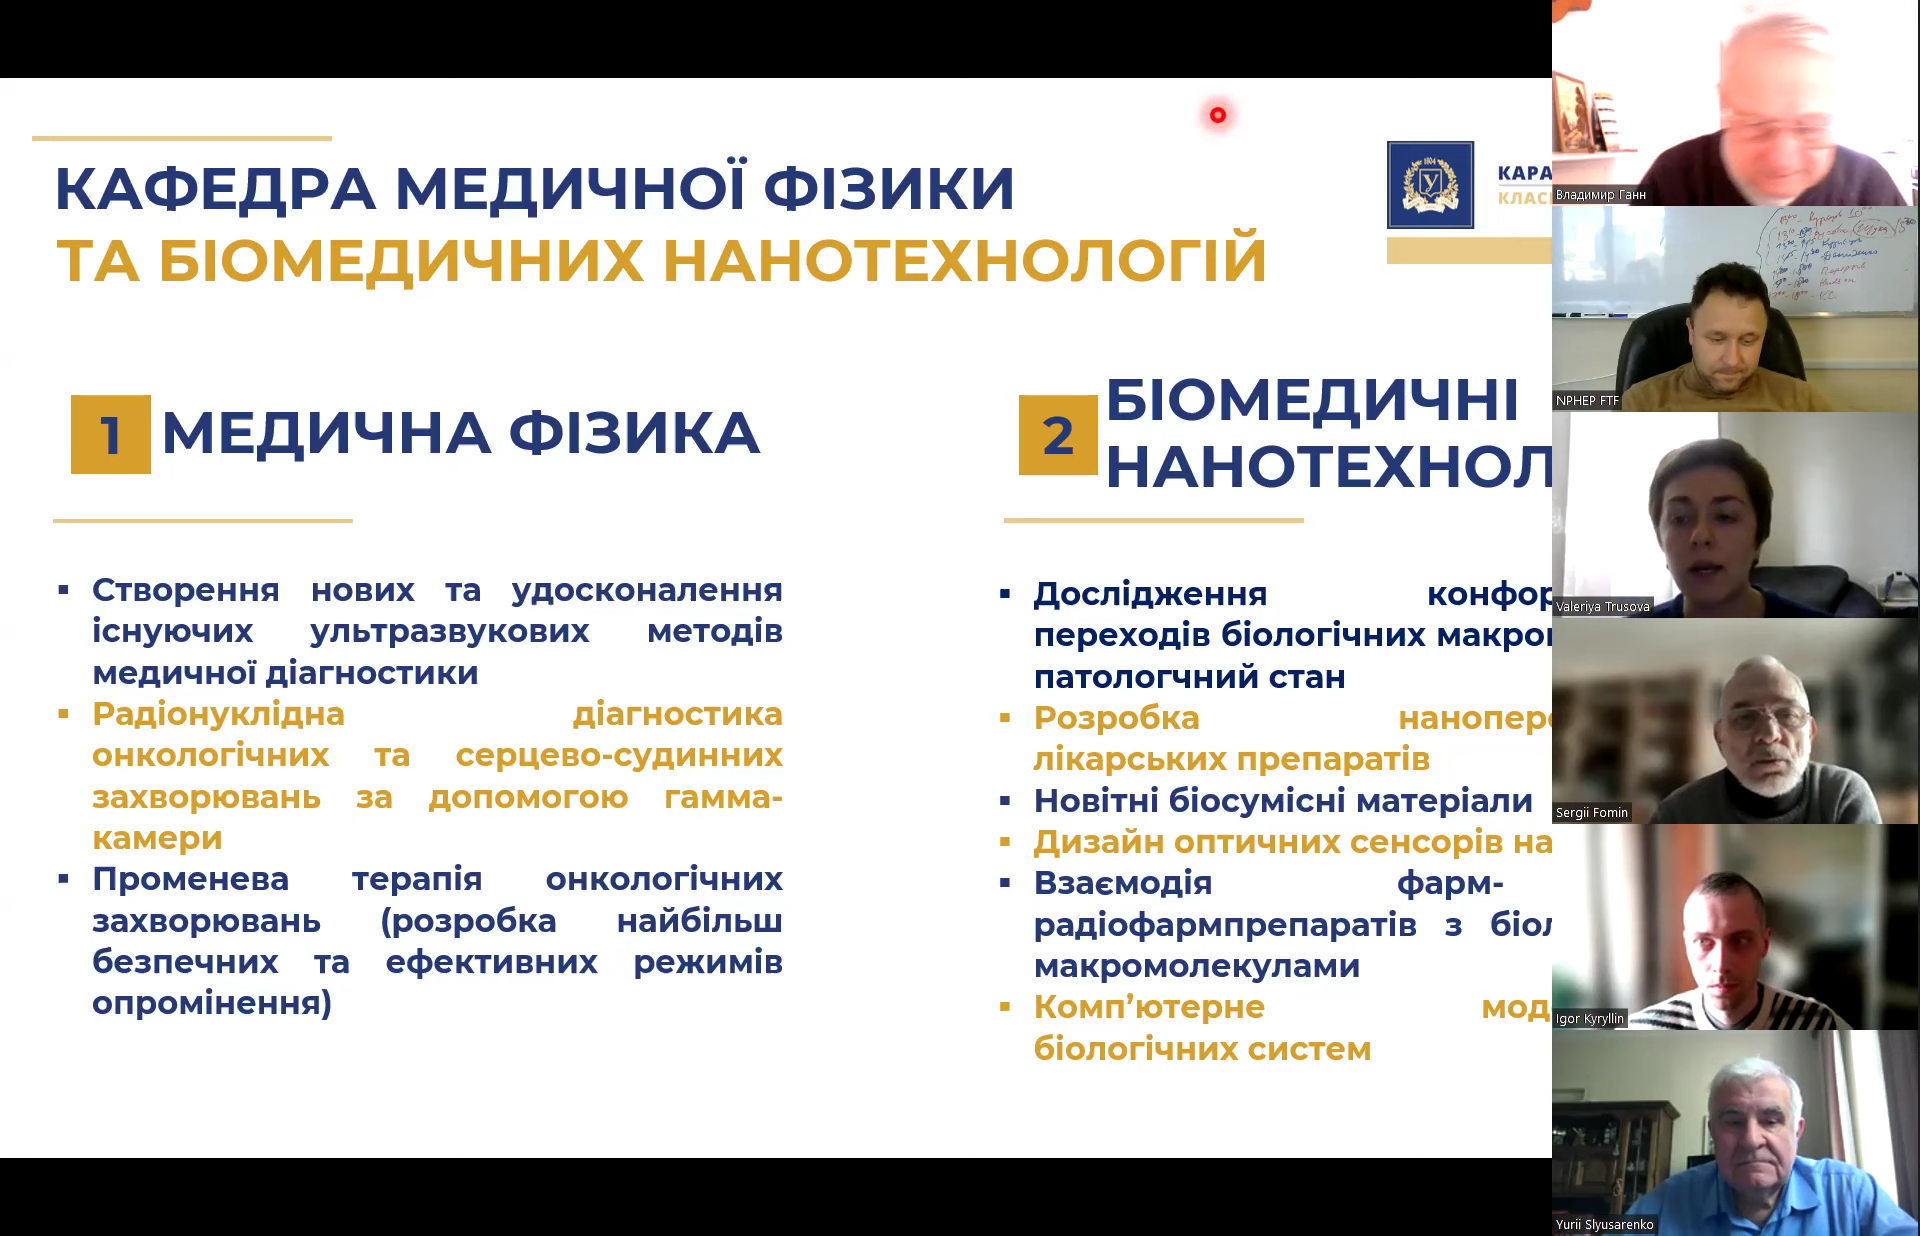 КАФЕДРА МЕДИЧНОЇ ФІЗИКИ
ТА БІОМЕДИЧНИХ НАНОТЕХНОЛОГІЙ
1804
У
КАРА
КЛАС
1
МЕДИЧНА ФІЗИКА
Створення нових та удосконалення
існуючих ультразвукових методів
медичної діагностики
Радіонуклідна діагностика
онкологічних та серцево-судинних
захворювань за допомогою гамма-
камери
Променева терапія онкологічних
захворювань (розробка найбільш
безпечних та ефективних режимів
опромінення)
2
БІОМЕДИЧНІ
НАНОТЕХНОЛ
Дослідження конфор
переходів біологічних макро
патологчний стан
Розробка нанопер
лікарських препаратів
Новітні біосумісні матеріали
Дизайн оптичних сенсорів на
Взаємодія фарм-
радіофармпрепаратів з біол
макромолекулами
Комп’ютерне мод
біологічних систем
Владимир Ганн
NPHEP FTF
Valeriya Trusova
Sergii Fomin
Igor Kyryllin
Yurii Slyusarenko